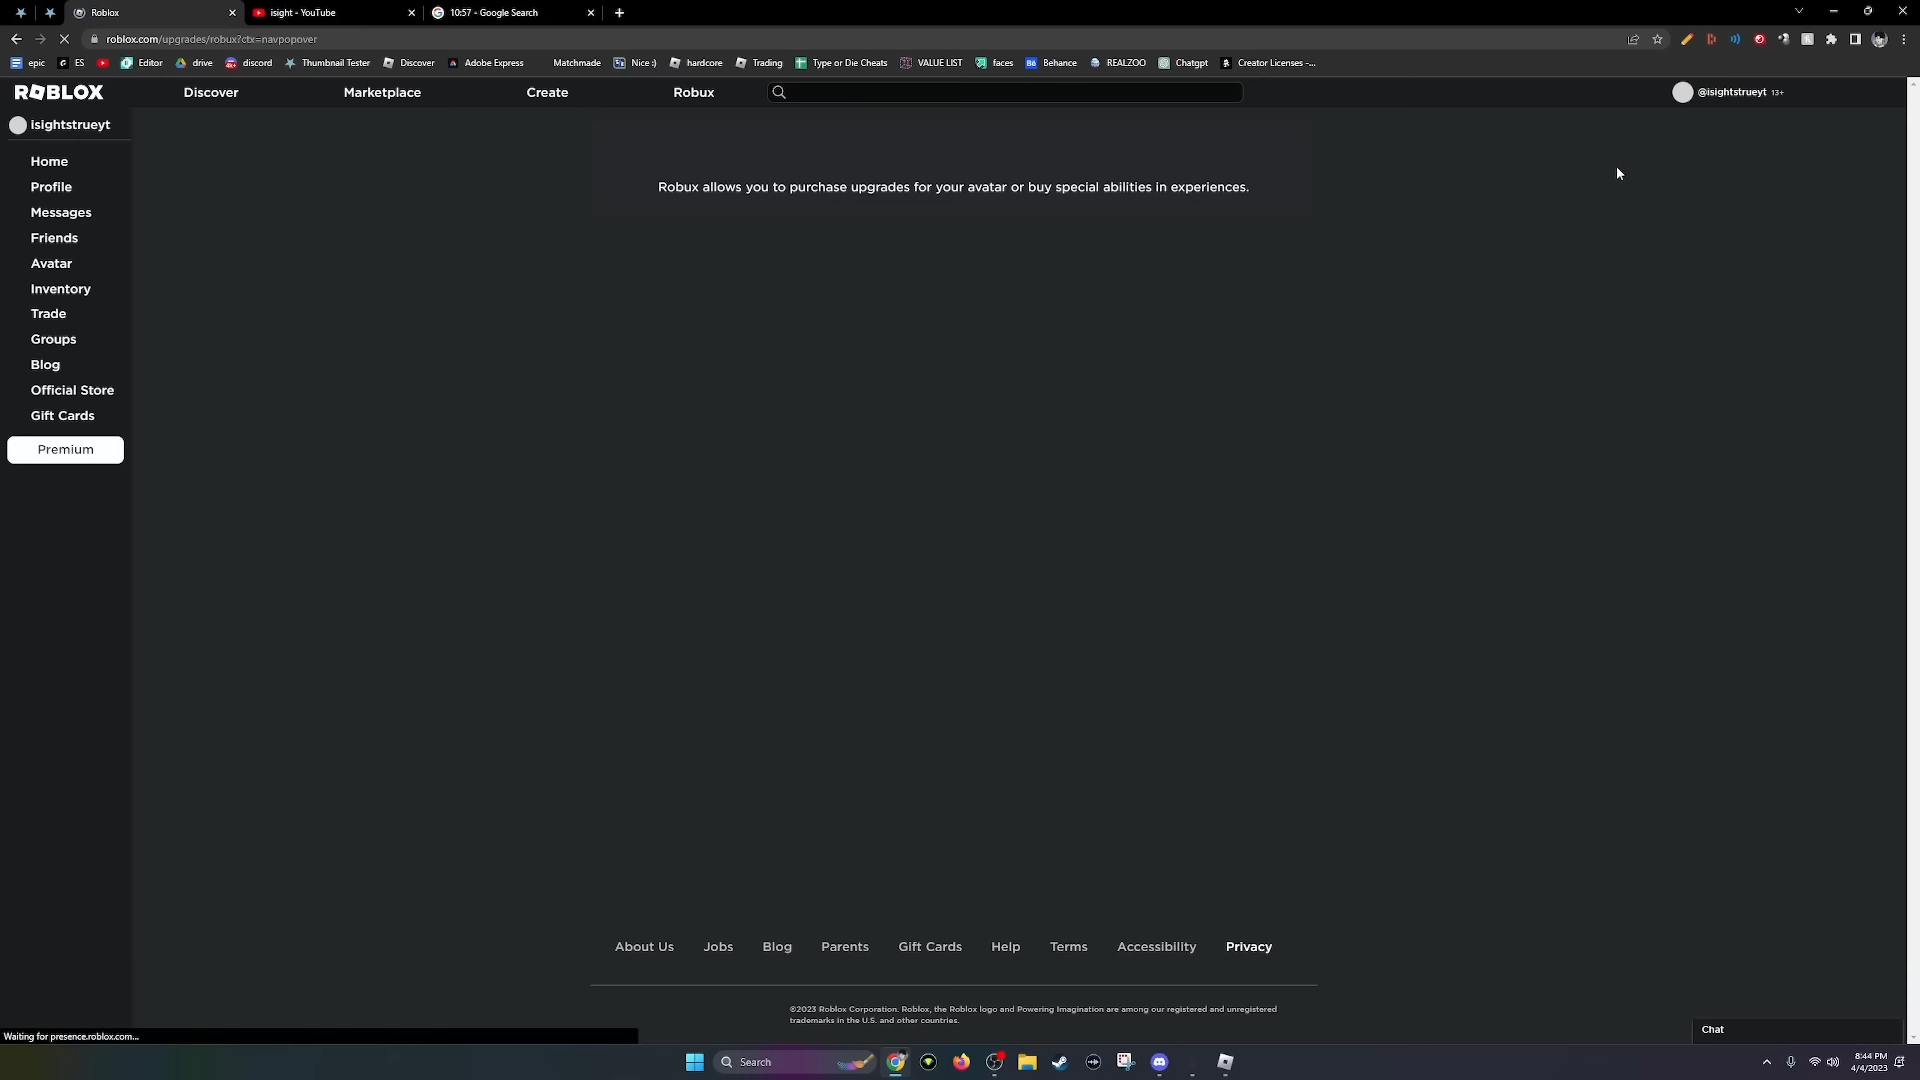 Roblox
isight - YouTube
10:57 - Google Search
roblox.com/upgrades/robux?ctx=navpopover
epic ES Editor drive discord Thumbnail Tester Discover Adobe Express Matchmade Nice :) hardcore Trading Type or Die Cheats VALUE LIST faces Behance REALZOO Chatgpt Creator Licenses –...
ROBLOX Discover Marketplace Create Robux @isightstrueyt 13+
isightstrueyt
Home
Profile
Messages
Friends
Avatar
Inventory
Trade
Groups
Blog
Official Store
Gift Cards
Premium
Robux allows you to purchase upgrades for your avatar or buy special abilities in experiences.
About Us Jobs Blog Parents Gift Cards Help Terms Accessibility Privacy
©2023 Roblox Corporation. Roblox, the Roblox logo and Powering Imagination are among our registered and unregistered
trademarks in the U.S. and other countries.
Chat
Waiting for presence.roblox.com...
Search
8:44 PM
4/4/2023